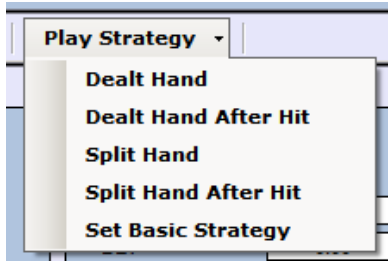 Play Strategy
Dealt Hand
Dealt Hand After Hit
Split Hand
Split Hand After Hit
Set Basic Strategy